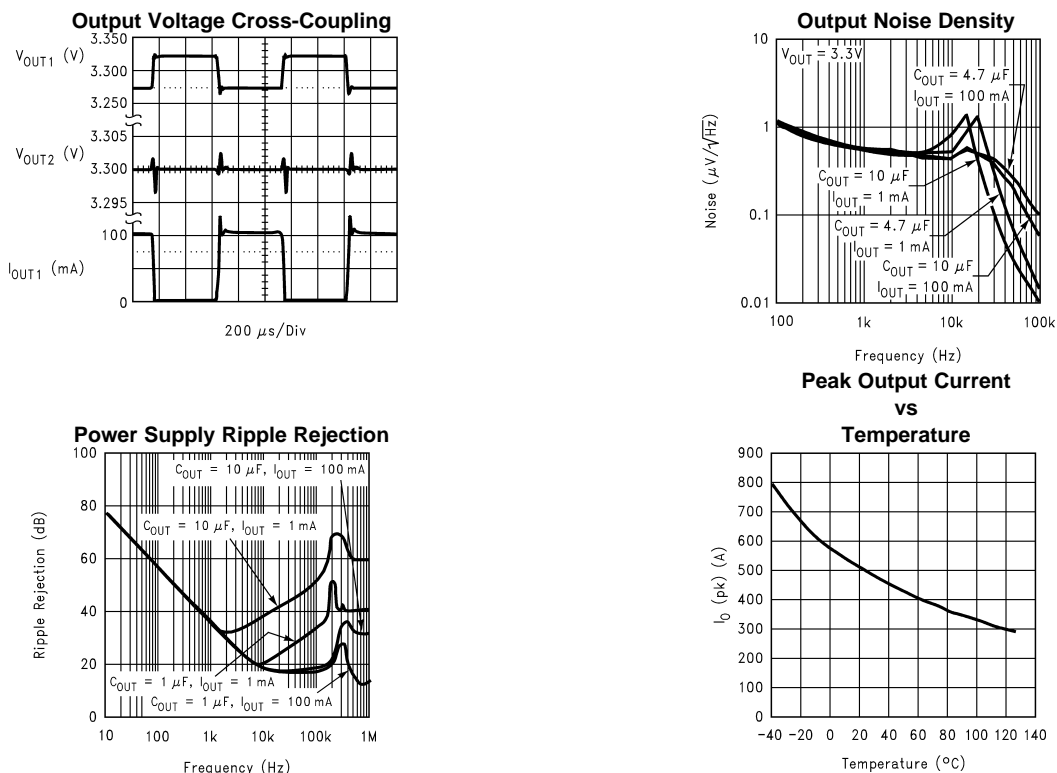 Output Voltage Cross-Coupling
V_OUT1 (V)
3.350
3.300
3.250
V_OUT2 (V)
3.305
3.300
3.295
I_OUT1 (mA)
100
0
200 μs/Div
Output Noise Density
Noise (μV/√Hz)
10
1
0.1
0.01
V_OUT = 3.3V
C_OUT = 4.7 μF
I_OUT = 100 mA
C_OUT = 10 μF
I_OUT = 1 mA
C_OUT = 4.7 μF
I_OUT = 1 mA
C_OUT = 10 μF
I_OUT = 100 mA
100 1k 10k 100k
Frequency (Hz)
Power Supply Ripple Rejection
Ripple Rejection (dB)
100
80
60
40
20
0
C_OUT = 10 μF, I_OUT = 100 mA
C_OUT = 10 μF, I_OUT = 1 mA
C_OUT = 1 μF, I_OUT = 1 mA
C_OUT = 1 μF, I_OUT = 100 mA
10 100 1k 10k 100k 1M
Frequency (Hz)
Peak Output Current
vs
Temperature
I_O (pk) (A)
900
800
700
600
500
400
300
200
100
0
-40 -20 0 20 40 60 80 100 120 140
Temperature (°C)